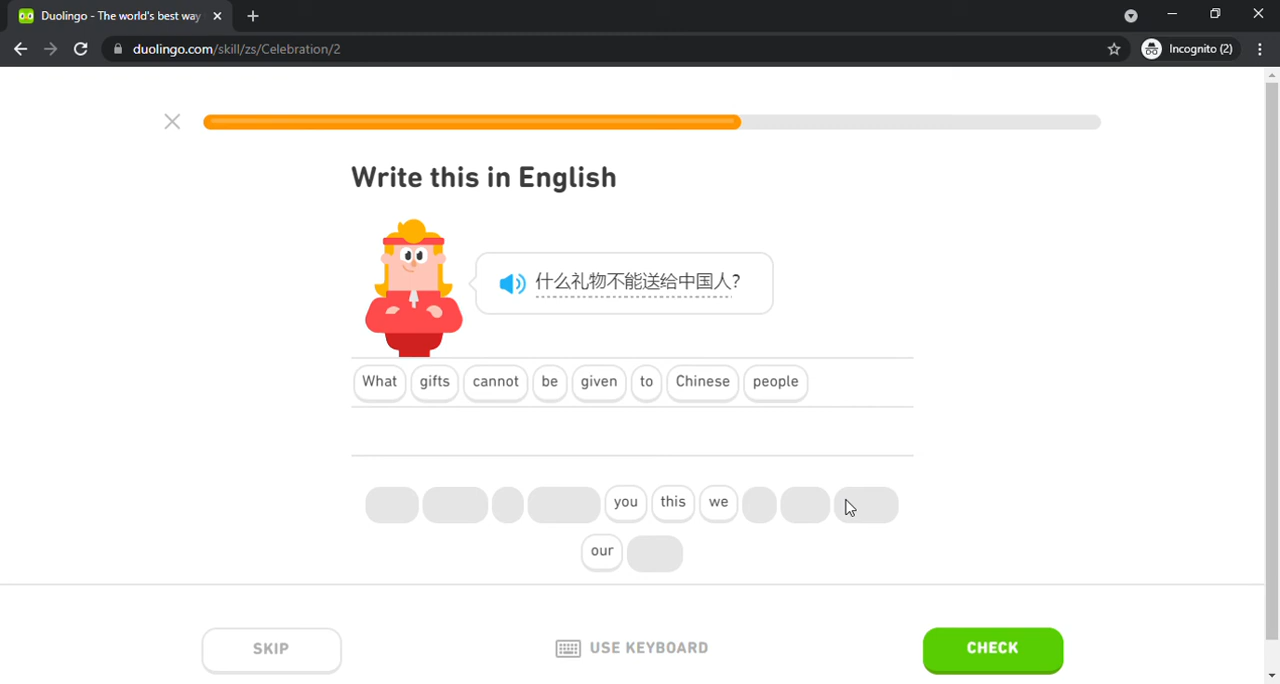 Duolingo - The world's best way
duolingo.com/skill/zs/Celebration/2
Incognito (2)
Write this in English
什么礼物不能送给中国人?
What gifts cannot be given to Chinese people
you this we
our
SKIP
USE KEYBOARD
CHECK